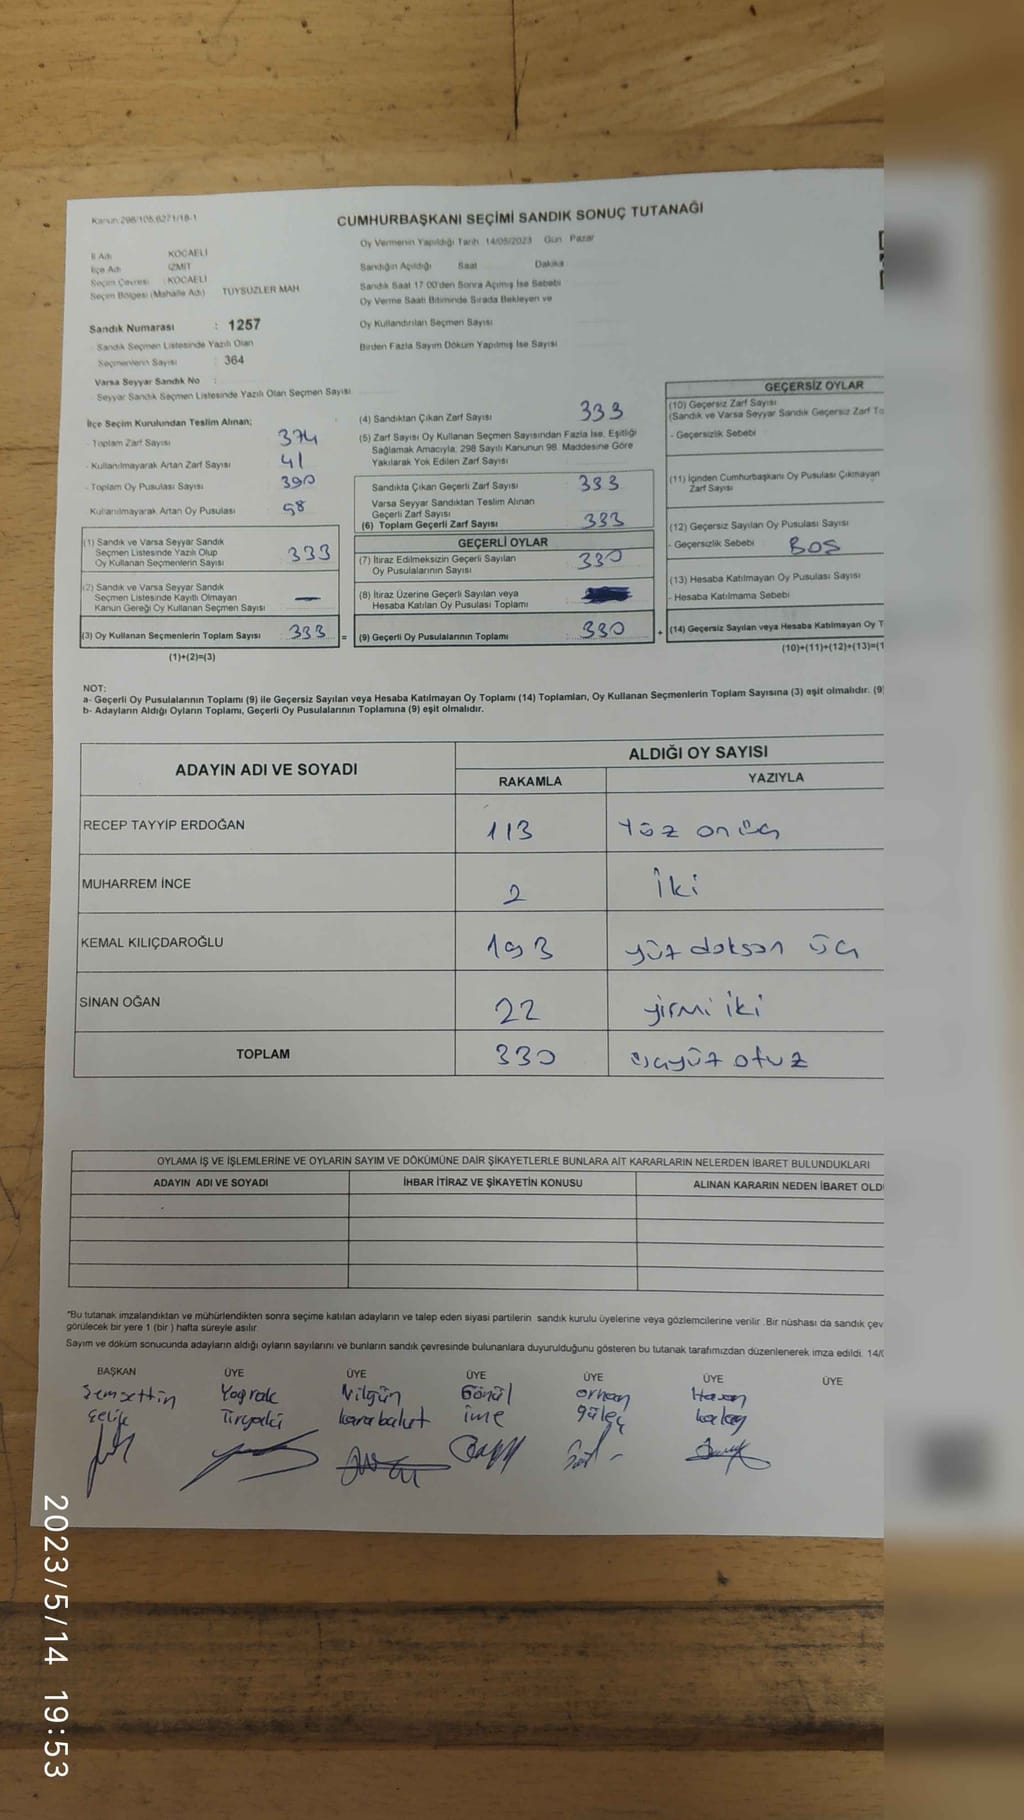 Kanun 298/105,6271/18-1
CUMHURBAŞKANI SEÇİMİ SANDIK SONUÇ TUTANAĞI
İl Adı KOCAELİ
İlçe Adı İZMİT
Seçim Çevresi : KOCAELİ
Seçim Bölgesi (Mahalle Adı) TÜYSÜZLER MAH
Sandık Numarası : 1257
- Sandık Seçmen Listesinde Yazılı Olan
Seçmenlerin Sayısı : 364
Varsa Seyyar Sandık No :
- Seyyar Sandık Seçmen Listesinde Yazılı Olan Seçmen Sayısı
Oy Vermenin Yapıldığı Tarih 14/05/2023 Gün Pazar
Sandığın Açıldığı Saat Dakika
Sandık Saat 17 00'den Sonra Açılmış İse Sebebi
Oy Verme Saati Bitiminde Sırada Bekleyen ve
Oy Kullandırılan Seçmen Sayısı
Birden Fazla Sayım Döküm Yapılmış İse Sayısı
İlçe Seçim Kurulundan Teslim Alınan;
- Toplam Zarf Sayısı 374
- Kullanılmayarak Artan Zarf Sayısı 41
- Toplam Oy Pusulası Sayısı 390
Kullanılmayarak Artan Oy Pusulası 58
(1) Sandık ve Varsa Seyyar Sandık
Seçmen Listesinde Yazılı Olup
Oy Kullanan Seçmenlerin Sayısı 333
(2) Sandık ve Varsa Seyyar Sandık
Seçmen Listesinde Kayıtlı Olmayan
Kanun Gereği Oy Kullanan Seçmen Sayısı —
(3) Oy Kullanan Seçmenlerin Toplam Sayısı 333 =
(1)+(2)=(3)
(4) Sandıktan Çıkan Zarf Sayısı 333
(5) Zarf Sayısı Oy Kullanan Seçmen Sayısından Fazla İse, Eşitliği
Sağlamak Amacıyla; 298 Sayılı Kanunun 98. Maddesine Göre
Yakılarak Yok Edilen Zarf Sayısı
Sandıkta Çıkan Geçerli Zarf Sayısı 333
Varsa Seyyar Sandıktan Teslim Alınan
Geçerli Zarf Sayısı
(6) Toplam Geçerli Zarf Sayısı 333
GEÇERLİ OYLAR
(7) İtiraz Edilmeksizin Geçerli Sayılan
Oy Pusulalarının Sayısı 330
(8) İtiraz Üzerine Geçerli Sayılan veya
Hesaba Katılan Oy Pusulası Toplamı
(9) Geçerli Oy Pusulalarının Toplamı 330 +
GEÇERSİZ OYLAR
(10) Geçersiz Zarf Sayısı
(Sandık ve Varsa Seyyar Sandık Geçersiz Zarf To
- Geçersizlik Sebebi
(11) İçinden Cumhurbaşkanı Oy Pusulası Çıkmayan
Zarf Sayısı
(12) Geçersiz Sayılan Oy Pusulası Sayısı
- Geçersizlik Sebebi BOŞ
(13) Hesaba Katılmayan Oy Pusulası Sayısı
- Hesaba Katılmama Sebebi
(14) Geçersiz Sayılan veya Hesaba Katılmayan Oy T
(10)+(11)+(12)+(13)=(1
NOT:
a- Geçerli Oy Pusulalarının Toplamı (9) ile Geçersiz Sayılan veya Hesaba Katılmayan Oy Toplamı (14) Toplamları, Oy Kullanan Seçmenlerin Toplam Sayısına (3) eşit olmalıdır. (9
b- Adayların Aldığı Oyların Toplamı, Geçerli Oy Pusulalarının Toplamına (9) eşit olmalıdır.
ADAYIN ADI VE SOYADI
ALDIĞI OY SAYISI
RAKAMLA YAZIYLA
RECEP TAYYİP ERDOĞAN 113 Yüz onüç
MUHARREM İNCE 2 İki
KEMAL KILIÇDAROĞLU 193 yüz doksan üç
SİNAN OĞAN 22 yirmi iki
TOPLAM 330 üçyüz otuz
OYLAMA İŞ VE İŞLEMLERİNE VE OYLARIN SAYIM VE DÖKÜMÜNE DAİR ŞİKAYETLERLE BUNLARA AİT KARARLARIN NELERDEN İBARET BULUNDUKLARI
ADAYIN ADI VE SOYADI İHBAR İTİRAZ VE ŞİKAYETİN KONUSU ALINAN KARARIN NEDEN İBARET OLD
"Bu tutanak imzalandıktan ve mühürlendikten sonra seçime katılan adayların ve talep eden siyasi partilerin sandık kurulu üyelerine veya gözlemcilerine verilir. Bir nüshası da sandık çev
görülecek bir yere 1 (bir ) hafta süreyle asılır.
Sayım ve döküm sonucunda adayların aldığı oyların sayılarını ve bunların sandık çevresinde bulunanlara duyurulduğunu gösteren bu tutanak tarafımızdan düzenlenerek imza edildi. 14/0
BAŞKAN ÜYE ÜYE ÜYE ÜYE ÜYE ÜYE
Şemsettin Yaprak Nilgün Gönül Orhan Hasan
Çelik Tiryaki karabulut ime güleç
2023/5/14 19:53